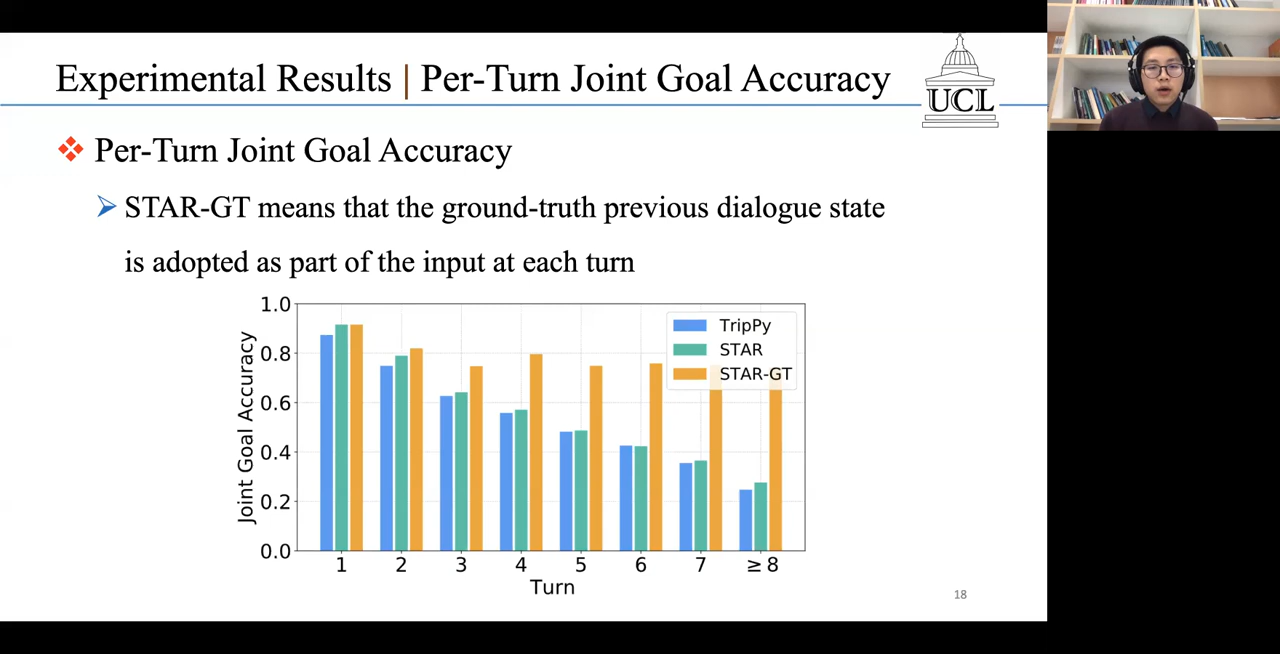 Experimental Results | Per-Turn Joint Goal Accuracy
UCL
Per-Turn Joint Goal Accuracy
STAR-GT means that the ground-truth previous dialogue state
is adopted as part of the input at each turn
Joint Goal Accuracy
1.0
0.8
0.6
0.4
0.2
0.0
TripPy
STAR
STAR-GT
1 2 3 4 5 6 7 ≥ 8
Turn
18